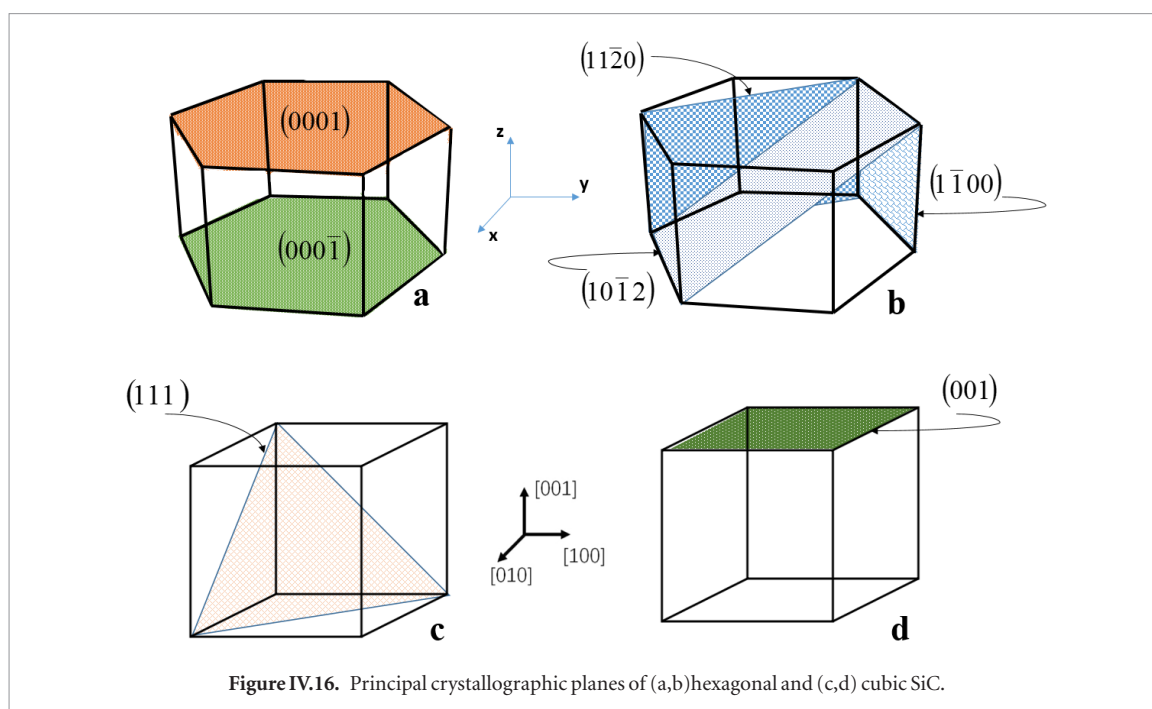 (112̅0)
(0001)
z
y
x
(11̅00)
(0001̅)
(101̅2)
a
b
(111)
(001)
[001]
[100]
[010]
c
d
Figure IV.16. Principal crystallographic planes of (a,b)hexagonal and (c,d) cubic SiC.